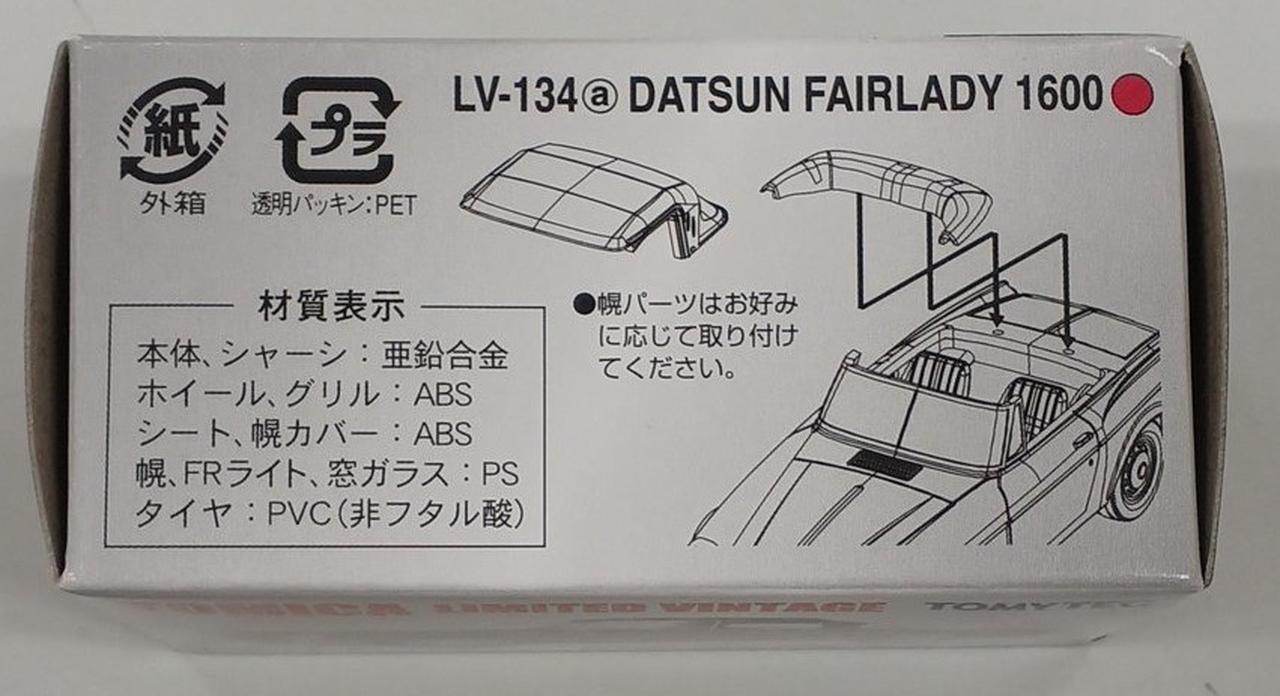 LV-134ⓐ DATSUN FAIRLADY 1600
紙
外箱
プラ
透明パッキン:PET
材質表示
本体、シャーシ：亜鉛合金
ホイール、グリル：ABS
シート、幌カバー：ABS
幌、FRライト、窓ガラス：PS
タイヤ：PVC(非フタル酸)
●幌パーツはお好み
に応じて取り付け
てください。
TOMICA LIMITED VINTAGE
TOMYTEC